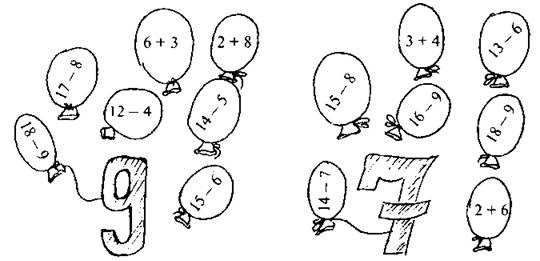 6 + 3
2 + 8
17 – 8
12 – 4
14 – 5
18 – 9
15 – 6
9
3 + 4
13 – 6
15 – 8
16 – 9
18 – 9
14 – 7
2 + 6
7